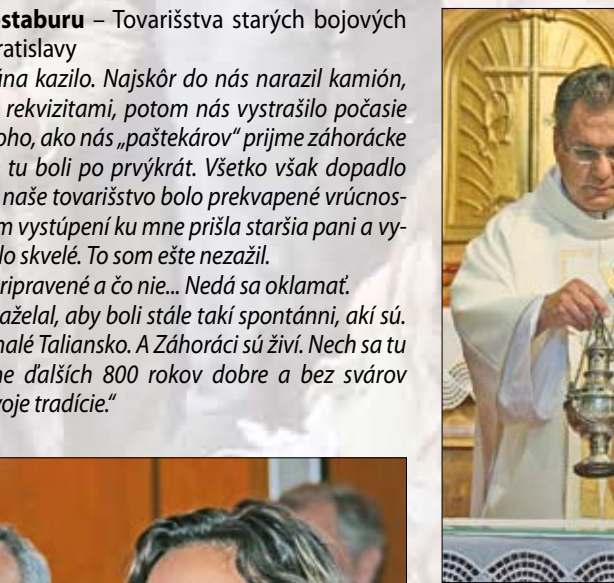 staburu – Tovarišstva starých bojových
ratislavy
na kazilo. Najskôr do nás narazil kamión,
rekvizitami, potom nás vystrašilo počasie
oho, ako nás „paštekárov“ prijme záhorácke
tu boli po prvýkrát. Všetko však dopadlo
naše tovarišstvo bolo prekvapené vrúcnos-
m vystúpení ku mne prišla staršia pani a vy-
lo skvelé. To som ešte nezažil.
ripravené a čo nie... Nedá sa oklamať.
aželal, aby boli stále takí spontánni, akí sú.
nalé Taliansko. A Záhoráci sú živí. Nech sa tu
ne ďalších 800 rokov dobre a bez svárov
voje tradície.“